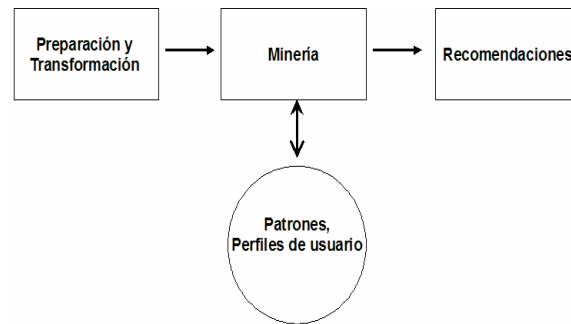 Preparación y
Transformación
Minería
Recomendaciones
Patrones,
Perfiles de usuario